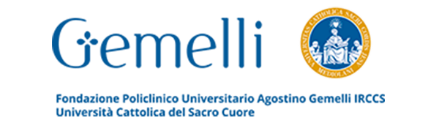 Gemelli
Fondazione Policlinico Universitario Agostino Gemelli IRCCS
Università Cattolica del Sacro Cuore